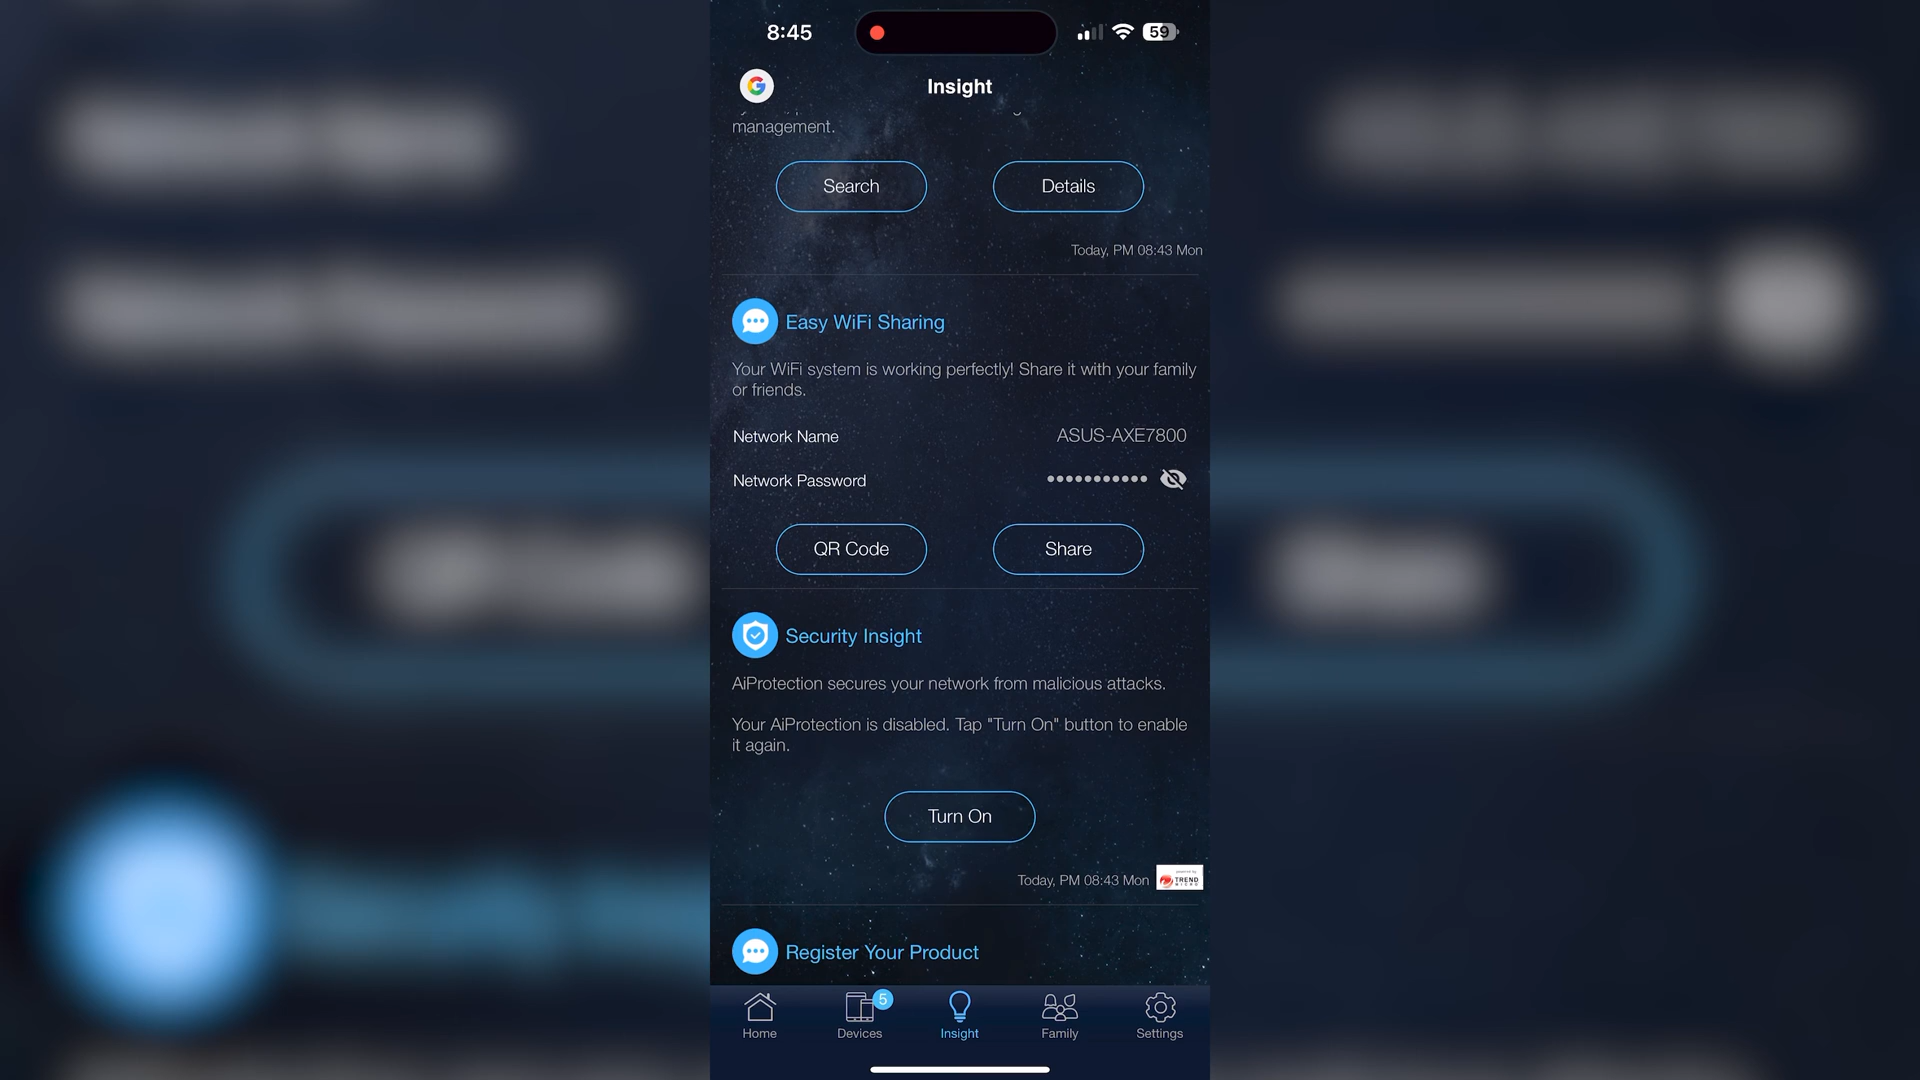 8:45
59
Insight
management.
Search
Details
Today, PM 08:43 Mon
Easy WiFi Sharing
Your WiFi system is working perfectly! Share it with your family
or friends.
Network Name
ASUS-AXE7800
Network Password
•••••••••••
QR Code
Share
Security Insight
AiProtection secures your network from malicious attacks.
Your AiProtection is disabled. Tap "Turn On" button to enable
it again.
Turn On
Today, PM 08:43 Mon
powered by
TREND
MICRO
Register Your Product
5
Home
Devices
Insight
Family
Settings